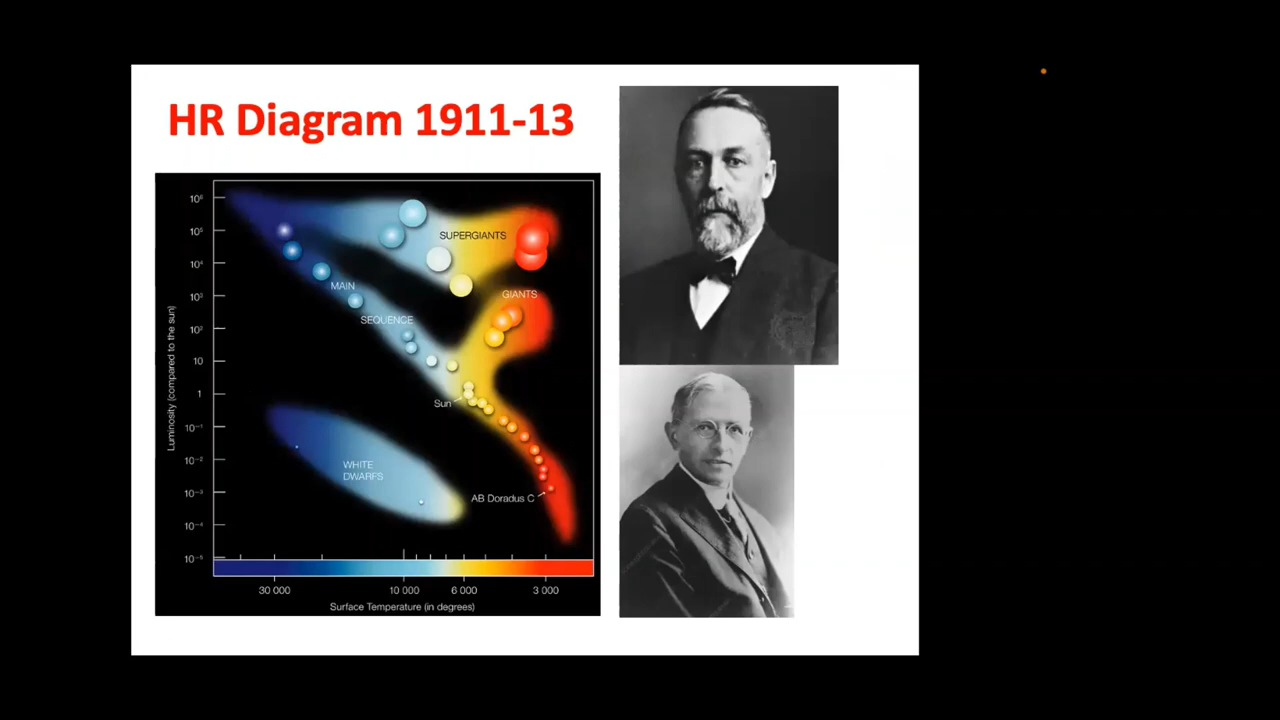 HR Diagram 1911-13
10⁶
10⁵
SUPERGIANTS
10⁴
MAIN
GIANTS
10³
SEQUENCE
10²
10
1
Sun
10⁻¹
WHITE
DWARFS
10⁻²
10⁻³
AB Doradus C
10⁻⁴
10⁻⁵
Luminosity (compared to the sun)
30 000
10 000
6 000
3 000
Surface Temperature (in degrees)